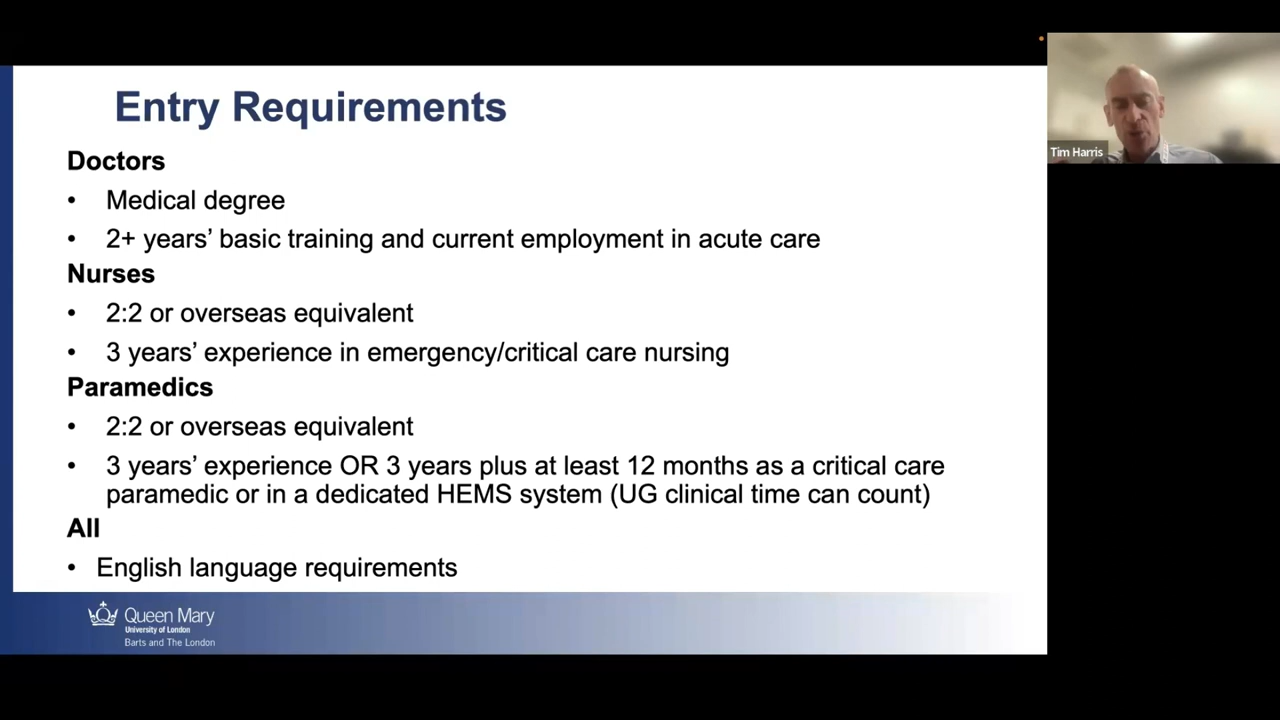 Entry Requirements
Doctors
• Medical degree
• 2+ years’ basic training and current employment in acute care
Nurses
• 2:2 or overseas equivalent
• 3 years’ experience in emergency/critical care nursing
Paramedics
• 2:2 or overseas equivalent
• 3 years’ experience OR 3 years plus at least 12 months as a critical care
paramedic or in a dedicated HEMS system (UG clinical time can count)
All
• English language requirements
Queen Mary
University of London
Barts and The London
Tim Harris